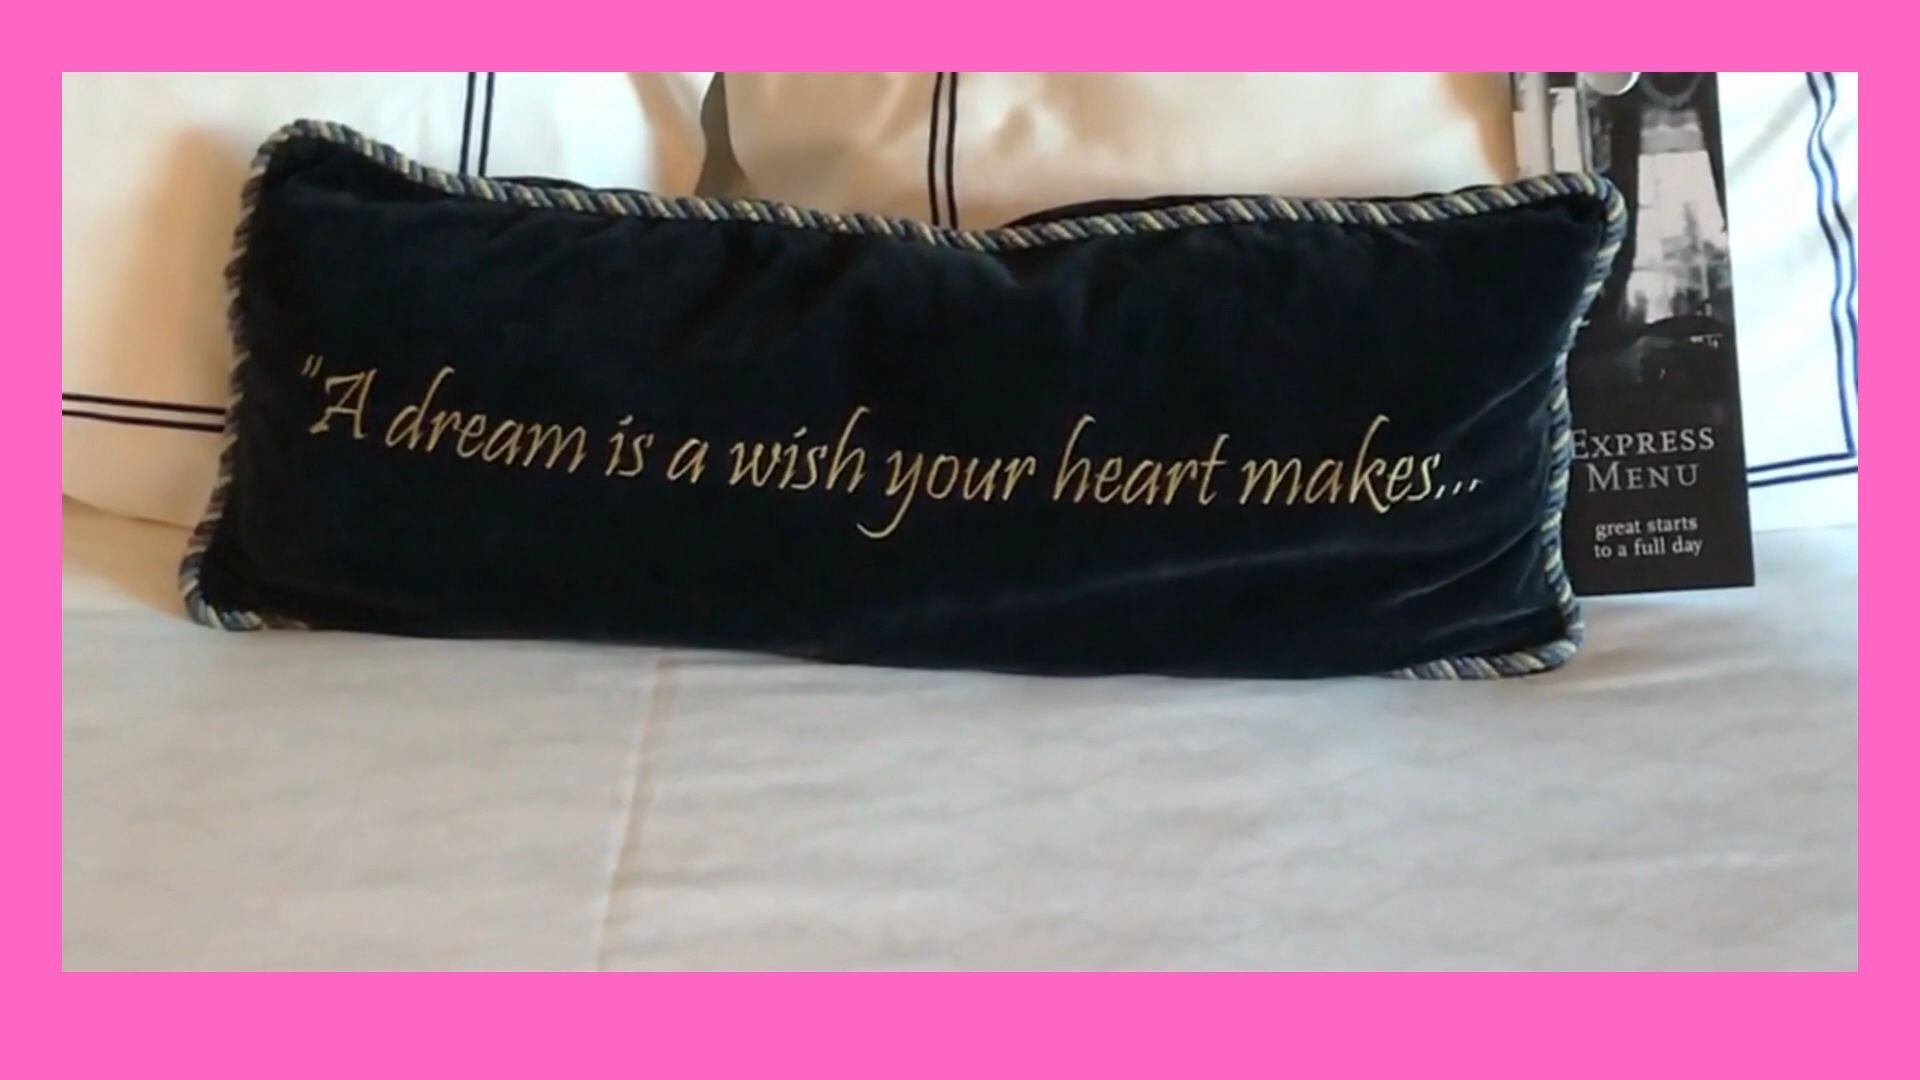 "A dream is a wish your heart makes...
EXPRESS
MENU
great starts
to a full day